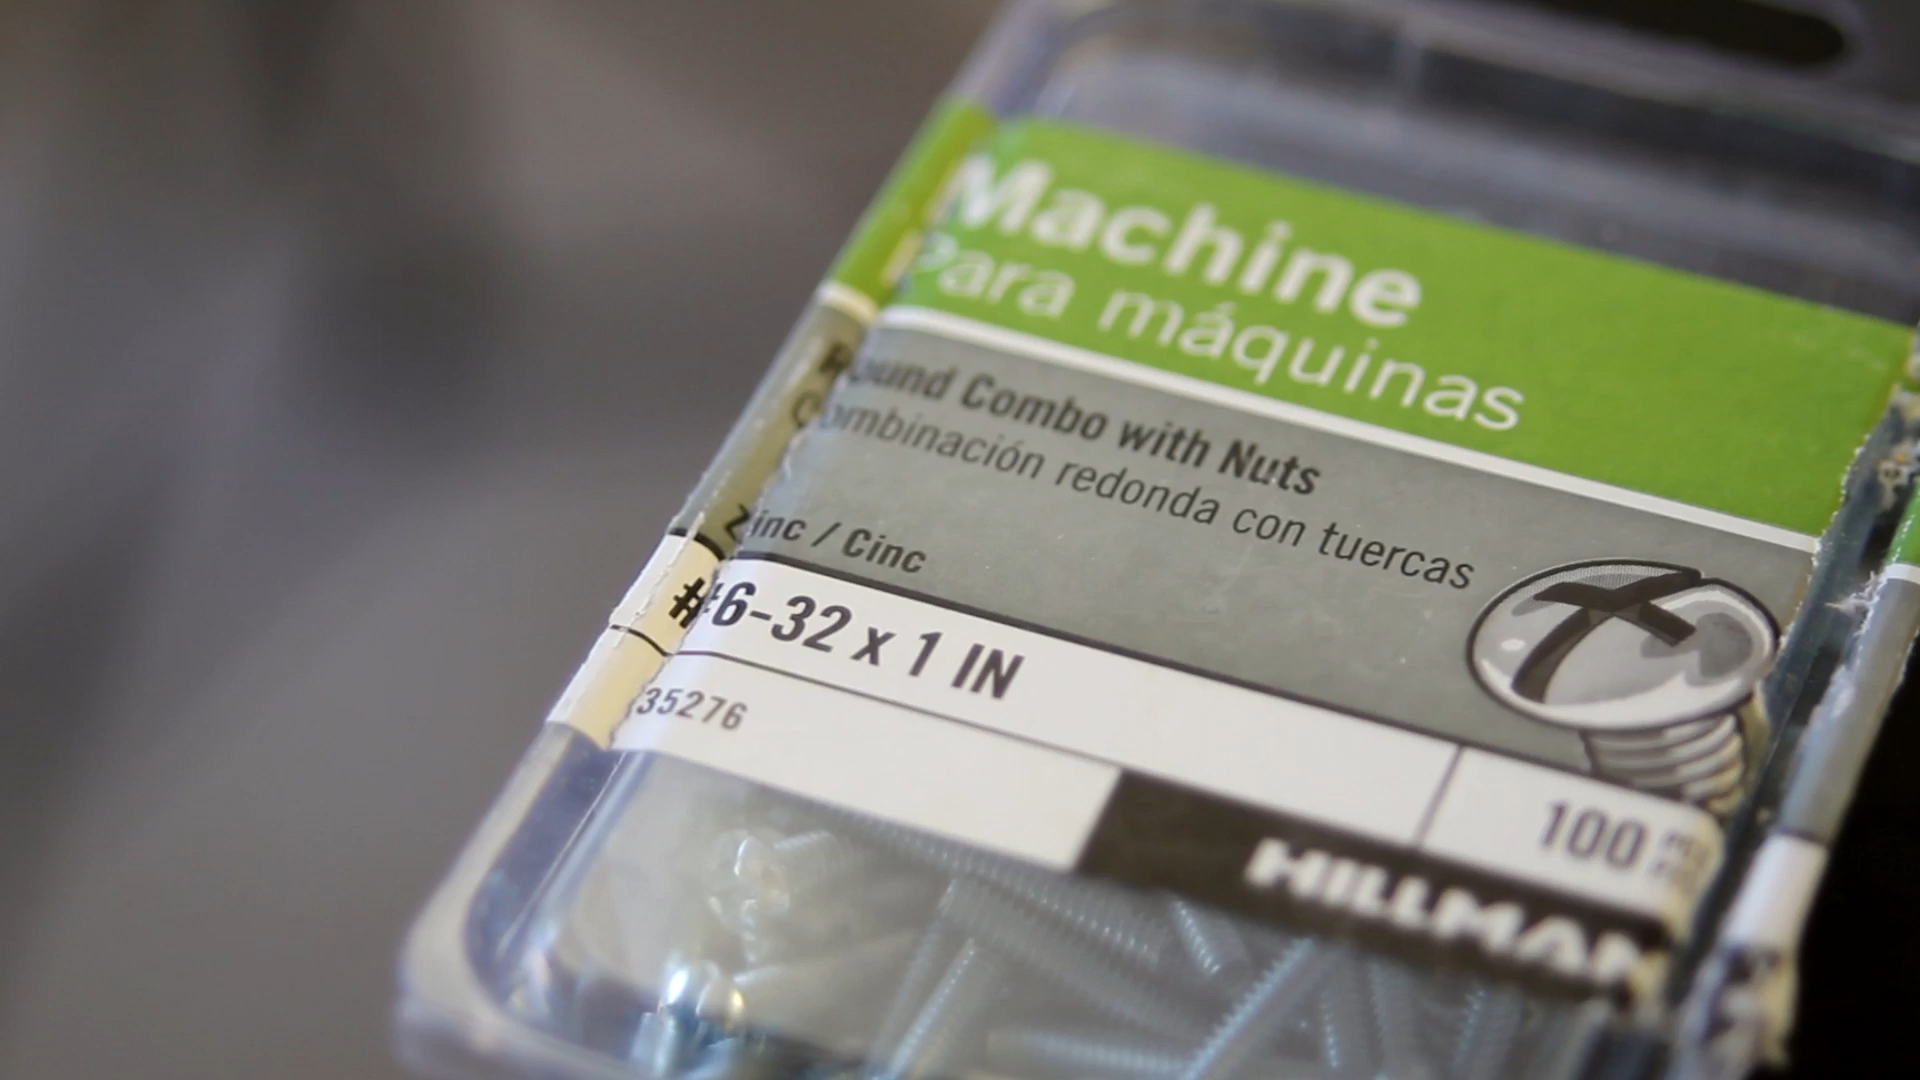 Machine
Para máquinas
Round Combo with Nuts
Combinación redonda con tuercas
Zinc / Cinc
#6-32 x 1 IN
35276
100
HILLMAN